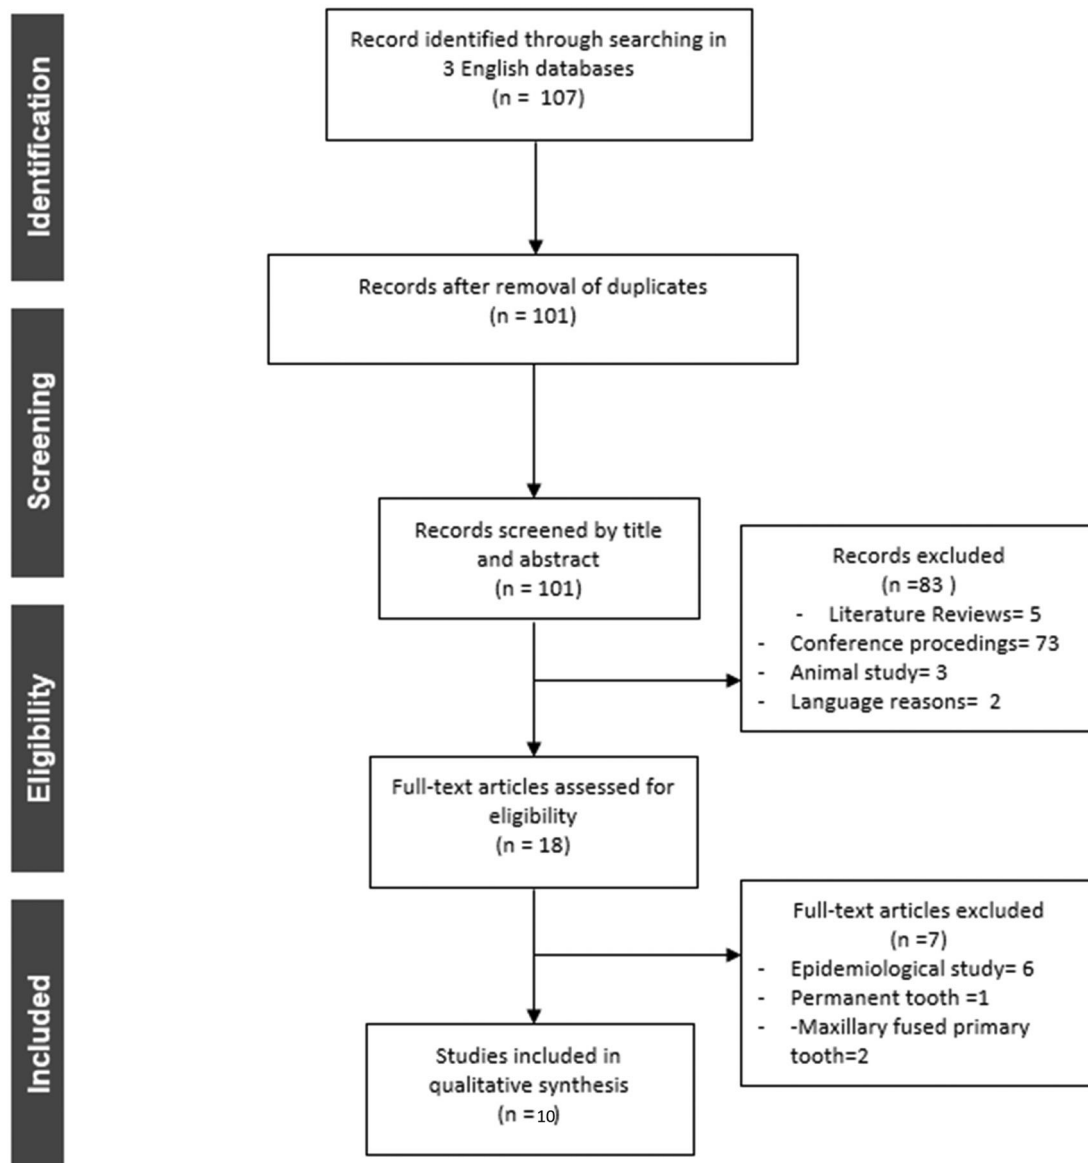 Identification
Record identified through searching in
3 English databases
(n = 107)
Records after removal of duplicates
(n = 101)
Screening
Records screened by title
and abstract
(n = 101)
Records excluded
(n =83 )
- Literature Reviews= 5
- Conference procedings= 73
- Animal study= 3
- Language reasons= 2
Eligibility
Full-text articles assessed for
eligibility
(n = 18)
Full-text articles excluded
(n =7)
- Epidemiological study= 6
- Permanent tooth =1
- -Maxillary fused primary
tooth=2
Included
Studies included in
qualitative synthesis
(n =10)